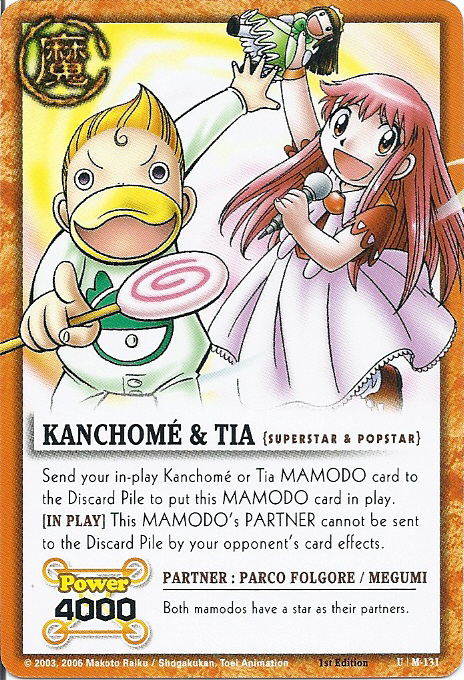 魔
KANCHOMÉ & TIA {SUPERSTAR & POPSTAR}
Send your in-play Kanchomé or Tia MAMODO card to
the Discard Pile to put this MAMODO card in play.
[IN PLAY] This MAMODO's PARTNER cannot be sent
to the Discard Pile by your opponent's card effects.
Power
4000
PARTNER : PARCO FOLGORE / MEGUMI
Both mamodos have a star as their partners.
© 2003, 2006 Makoto Raiku / Shogakukan, Toei Animation 1st Edition U | M-131